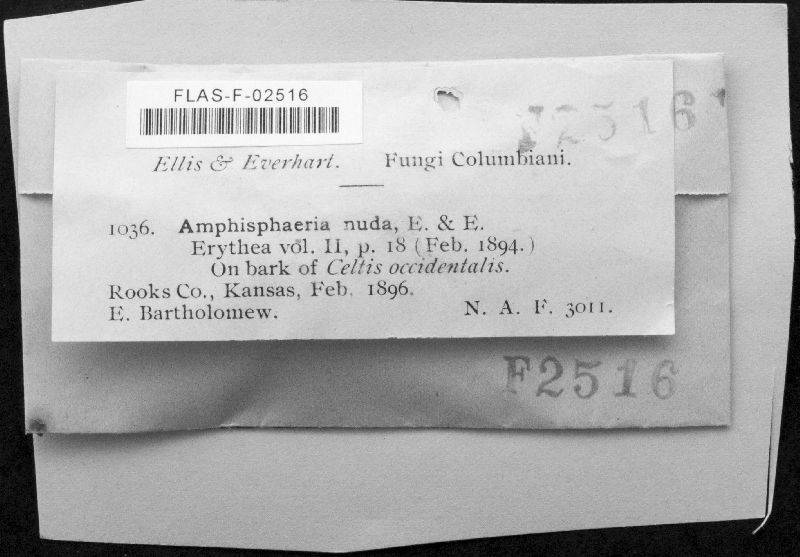 FLAS-F-02516
F2516
Ellis & Everhart. Fungi Columbiani.
1036. Amphisphaeria nuda, E. & E.
Erythea vol. II, p. 18 (Feb. 1894.)
On bark of Celtis occidentalis.
Rooks Co., Kansas, Feb. 1896.
E. Bartholomew. N. A. F. 3011.
F2516